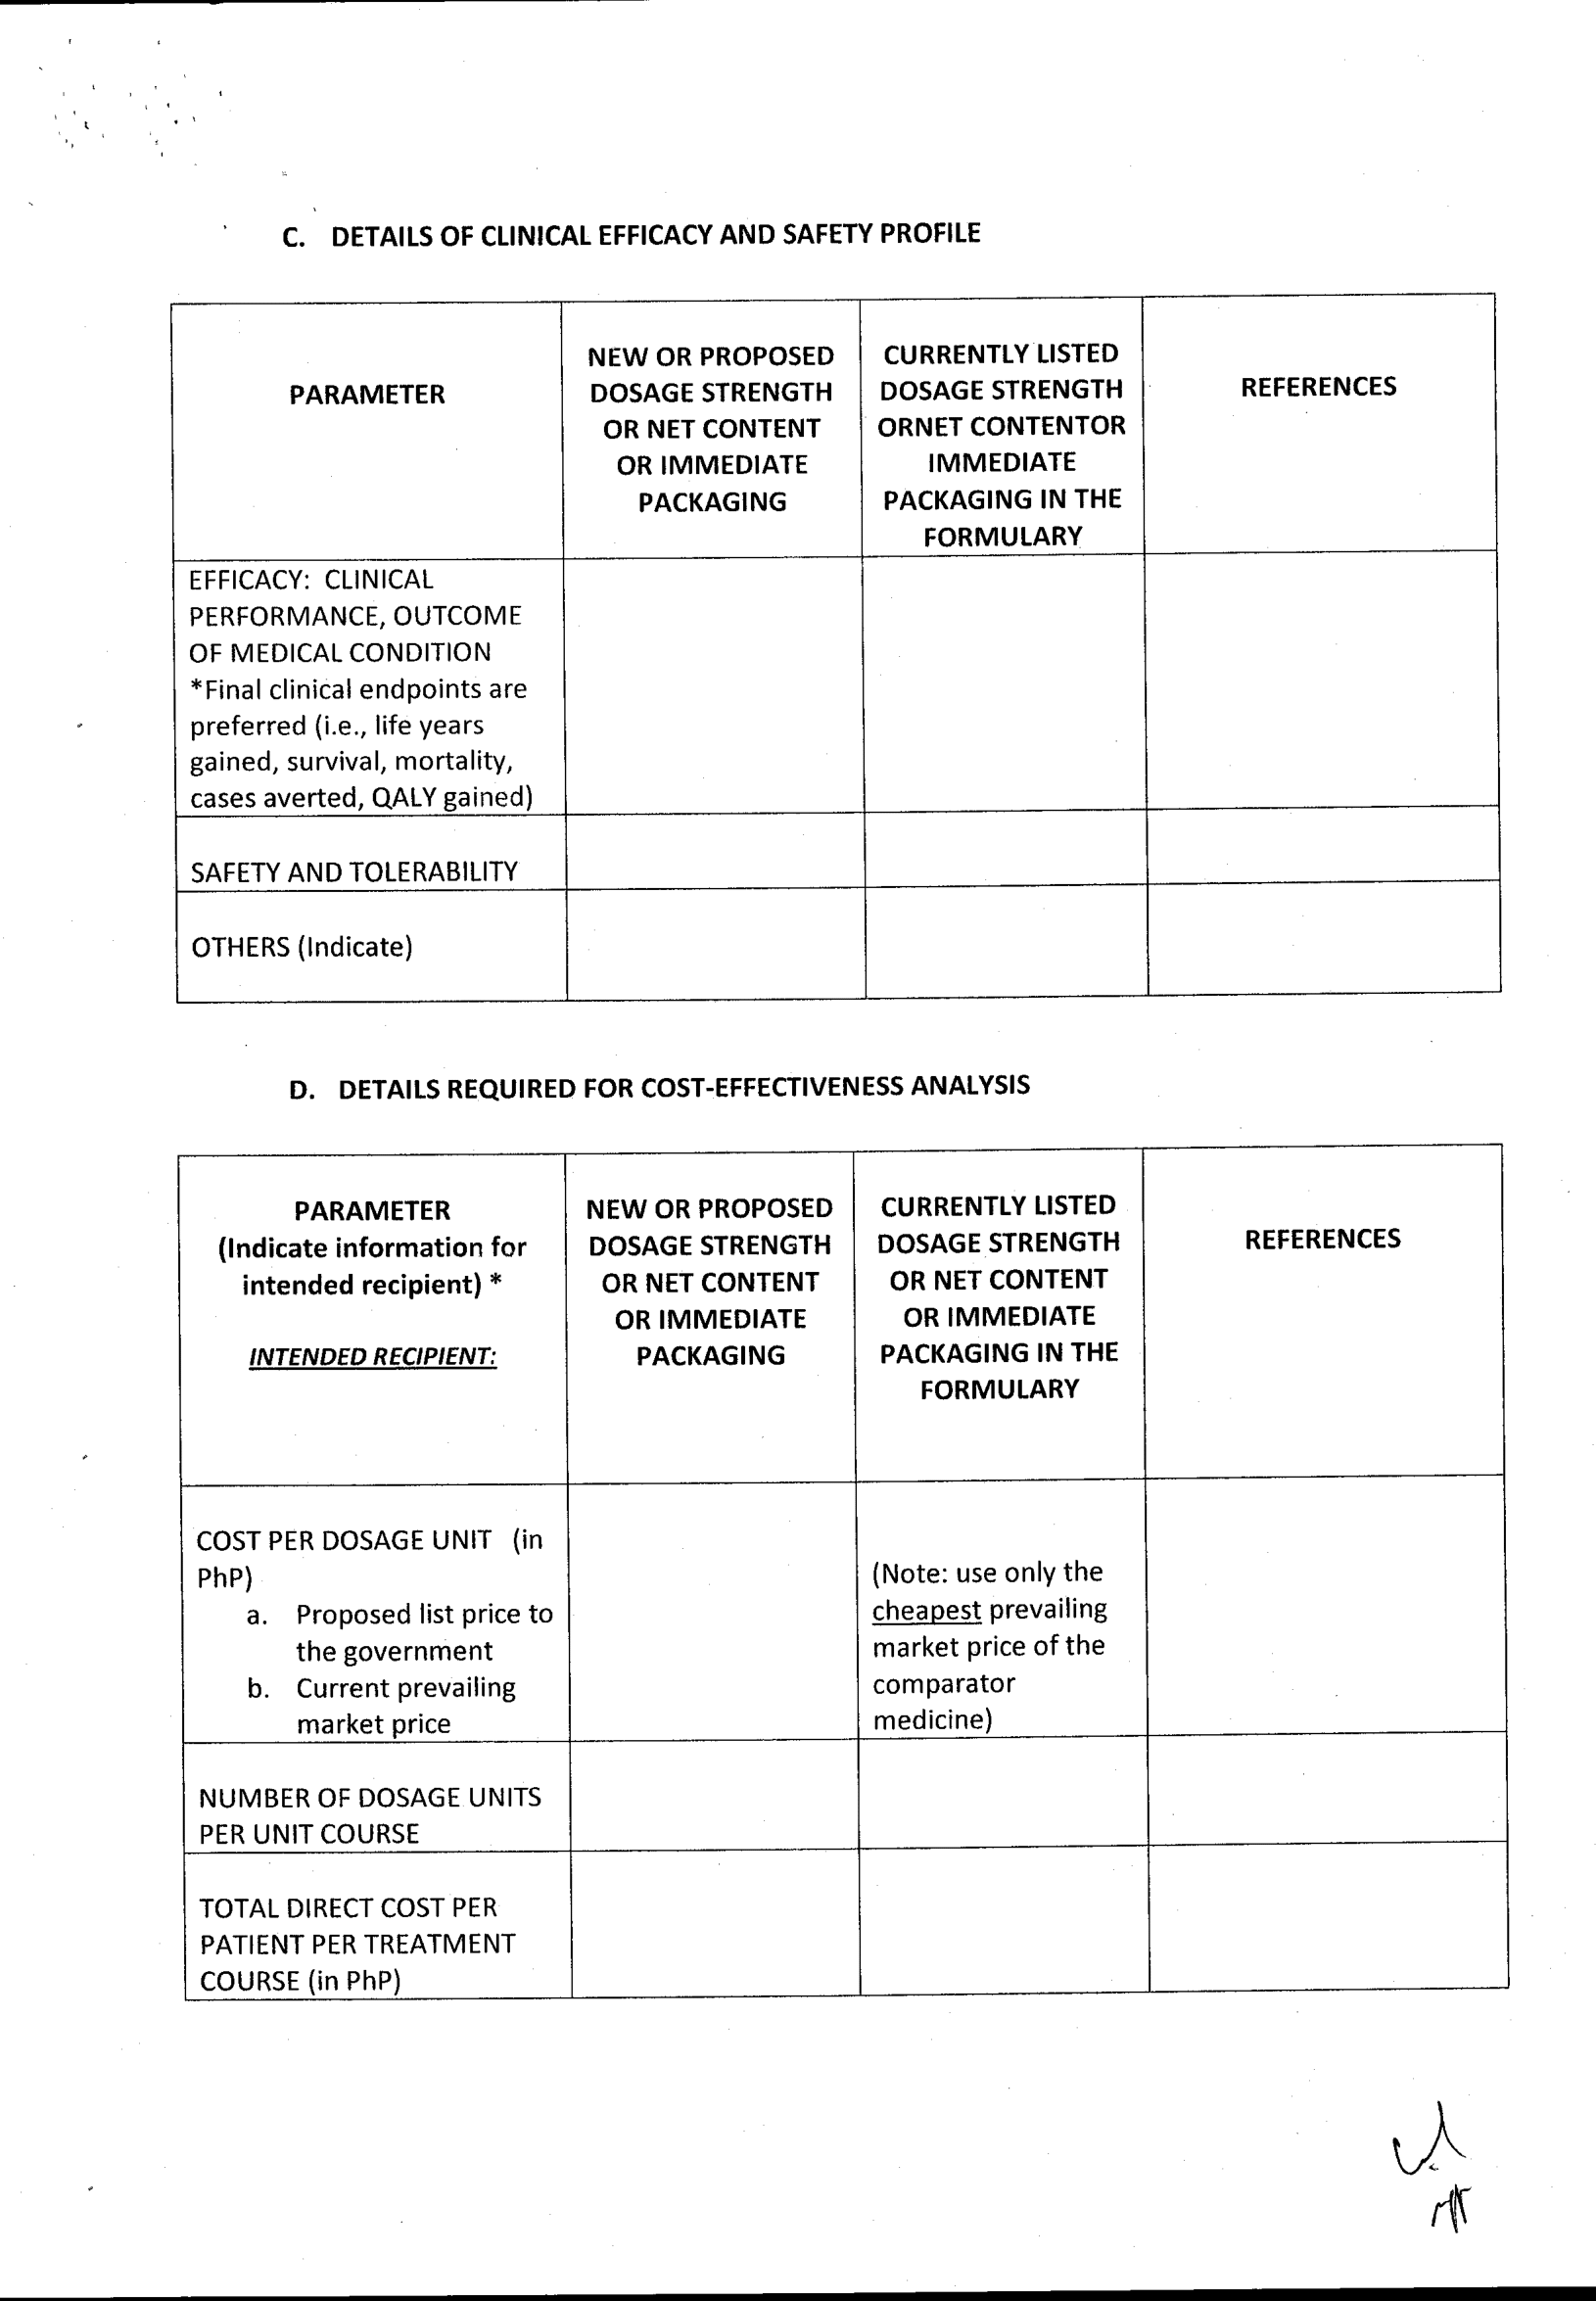 C. DETAILS OF CLINICAL EFFICACY AND SAFETY PROFILE
PARAMETER
NEW OR PROPOSED
DOSAGE STRENGTH
OR NET CONTENT
OR IMMEDIATE
PACKAGING
CURRENTLY LISTED
DOSAGE STRENGTH
ORNET CONTENTOR
IMMEDIATE
PACKAGING IN THE
FORMULARY
REFERENCES
EFFICACY: CLINICAL
PERFORMANCE, OUTCOME
OF MEDICAL CONDITION
*Final clinical endpoints are
preferred (i.e., life years
gained, survival, mortality,
cases averted, QALY gained)
SAFETY AND TOLERABILITY
OTHERS (Indicate)
D. DETAILS REQUIRED FOR COST-EFFECTIVENESS ANALYSIS
PARAMETER
(Indicate information for
intended recipient) *
INTENDED RECIPIENT:
NEW OR PROPOSED
DOSAGE STRENGTH
OR NET CONTENT
OR IMMEDIATE
PACKAGING
CURRENTLY LISTED
DOSAGE STRENGTH
OR NET CONTENT
OR IMMEDIATE
PACKAGING IN THE
FORMULARY
REFERENCES
COST PER DOSAGE UNIT (in
PhP)
a. Proposed list price to
the government
b. Current prevailing
market price
(Note: use only the
cheapest prevailing
market price of the
comparator
medicine)
NUMBER OF DOSAGE UNITS
PER UNIT COURSE
TOTAL DIRECT COST PER
PATIENT PER TREATMENT
COURSE (in PhP)